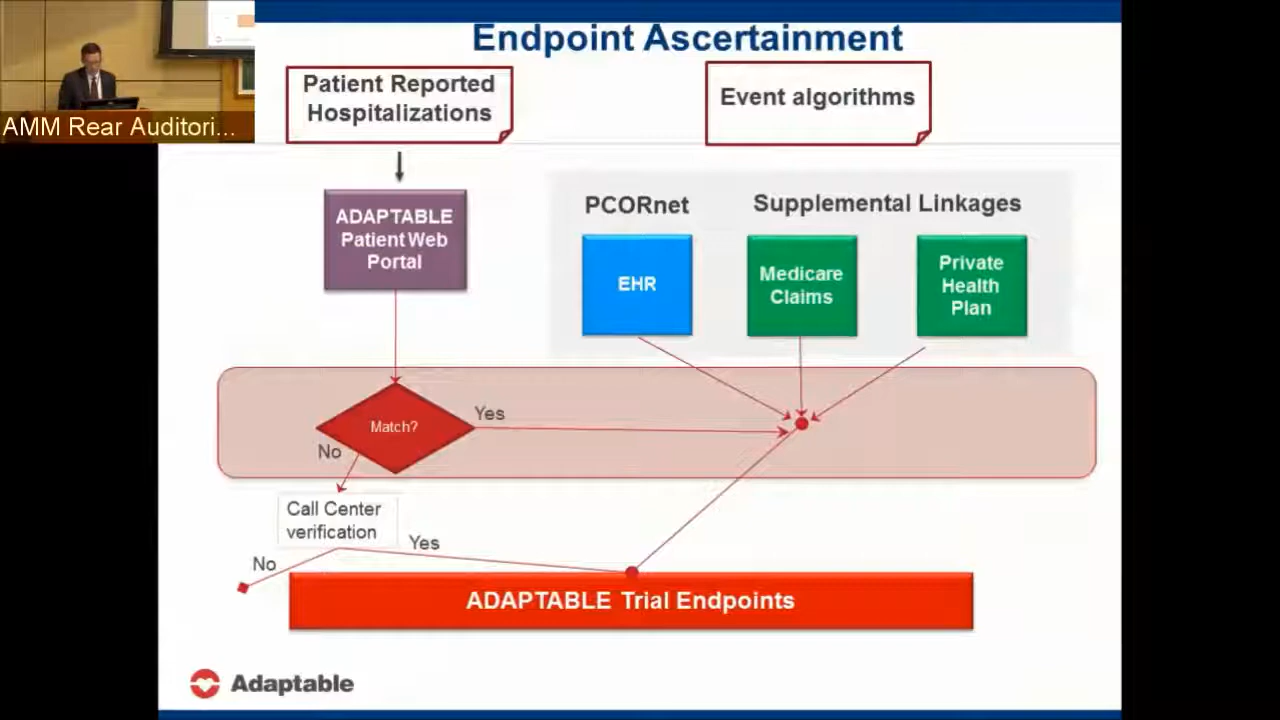 Endpoint Ascertainment
AMM Rear Auditori...
Patient Reported
Hospitalizations
Event algorithms
ADAPTABLE
Patient Web
Portal
PCORnet
Supplemental Linkages
EHR
Medicare
Claims
Private
Health
Plan
Match?
Yes
No
Call Center
verification
Yes
No
ADAPTABLE Trial Endpoints
Adaptable